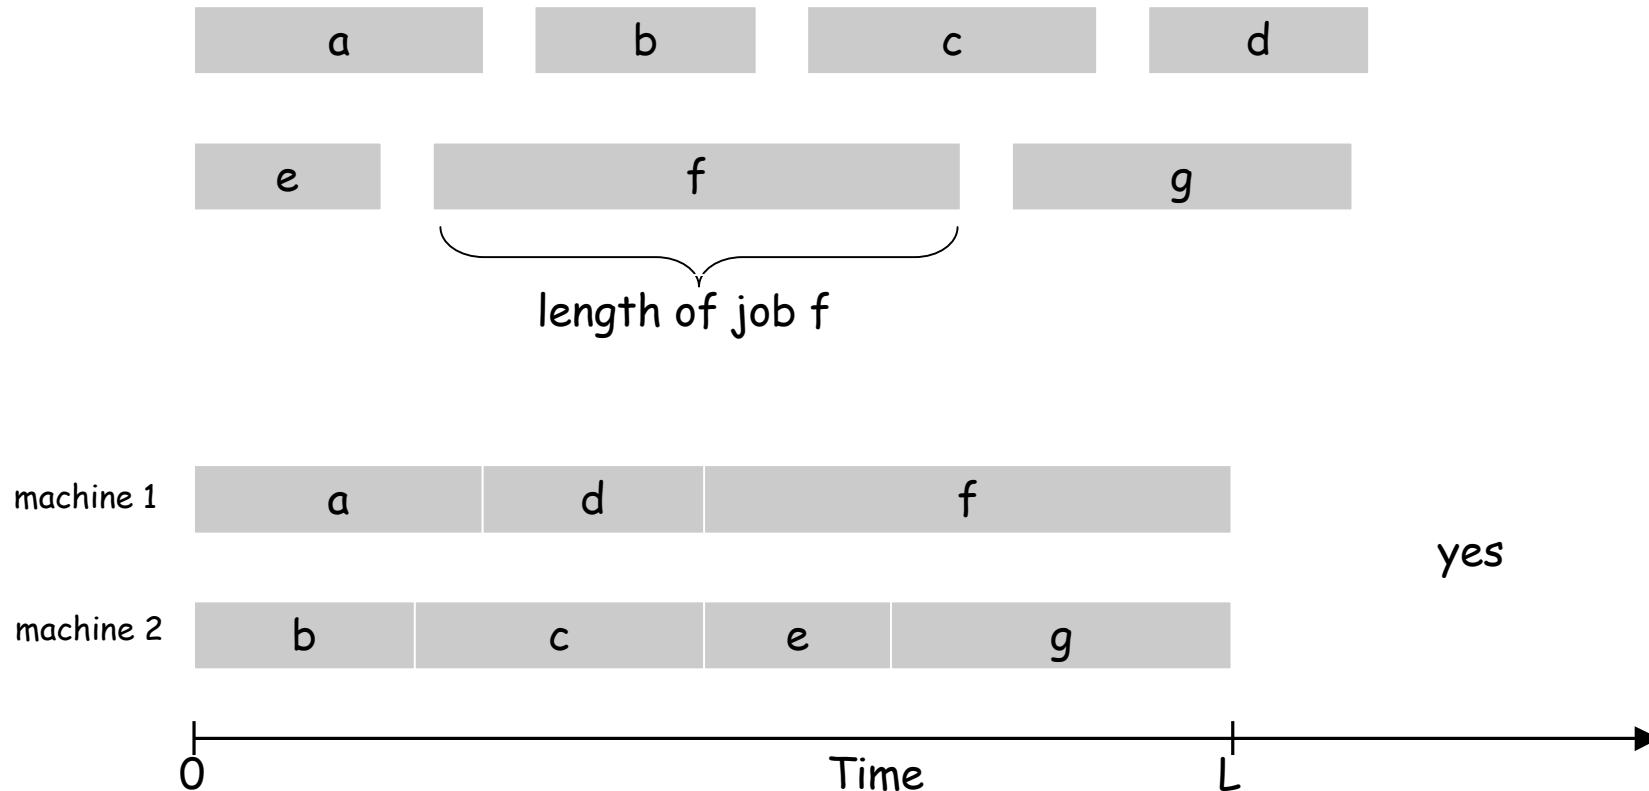 a b c d
e f g
length of job f
machine 1 a d f
yes
machine 2 b c e g
0 Time L